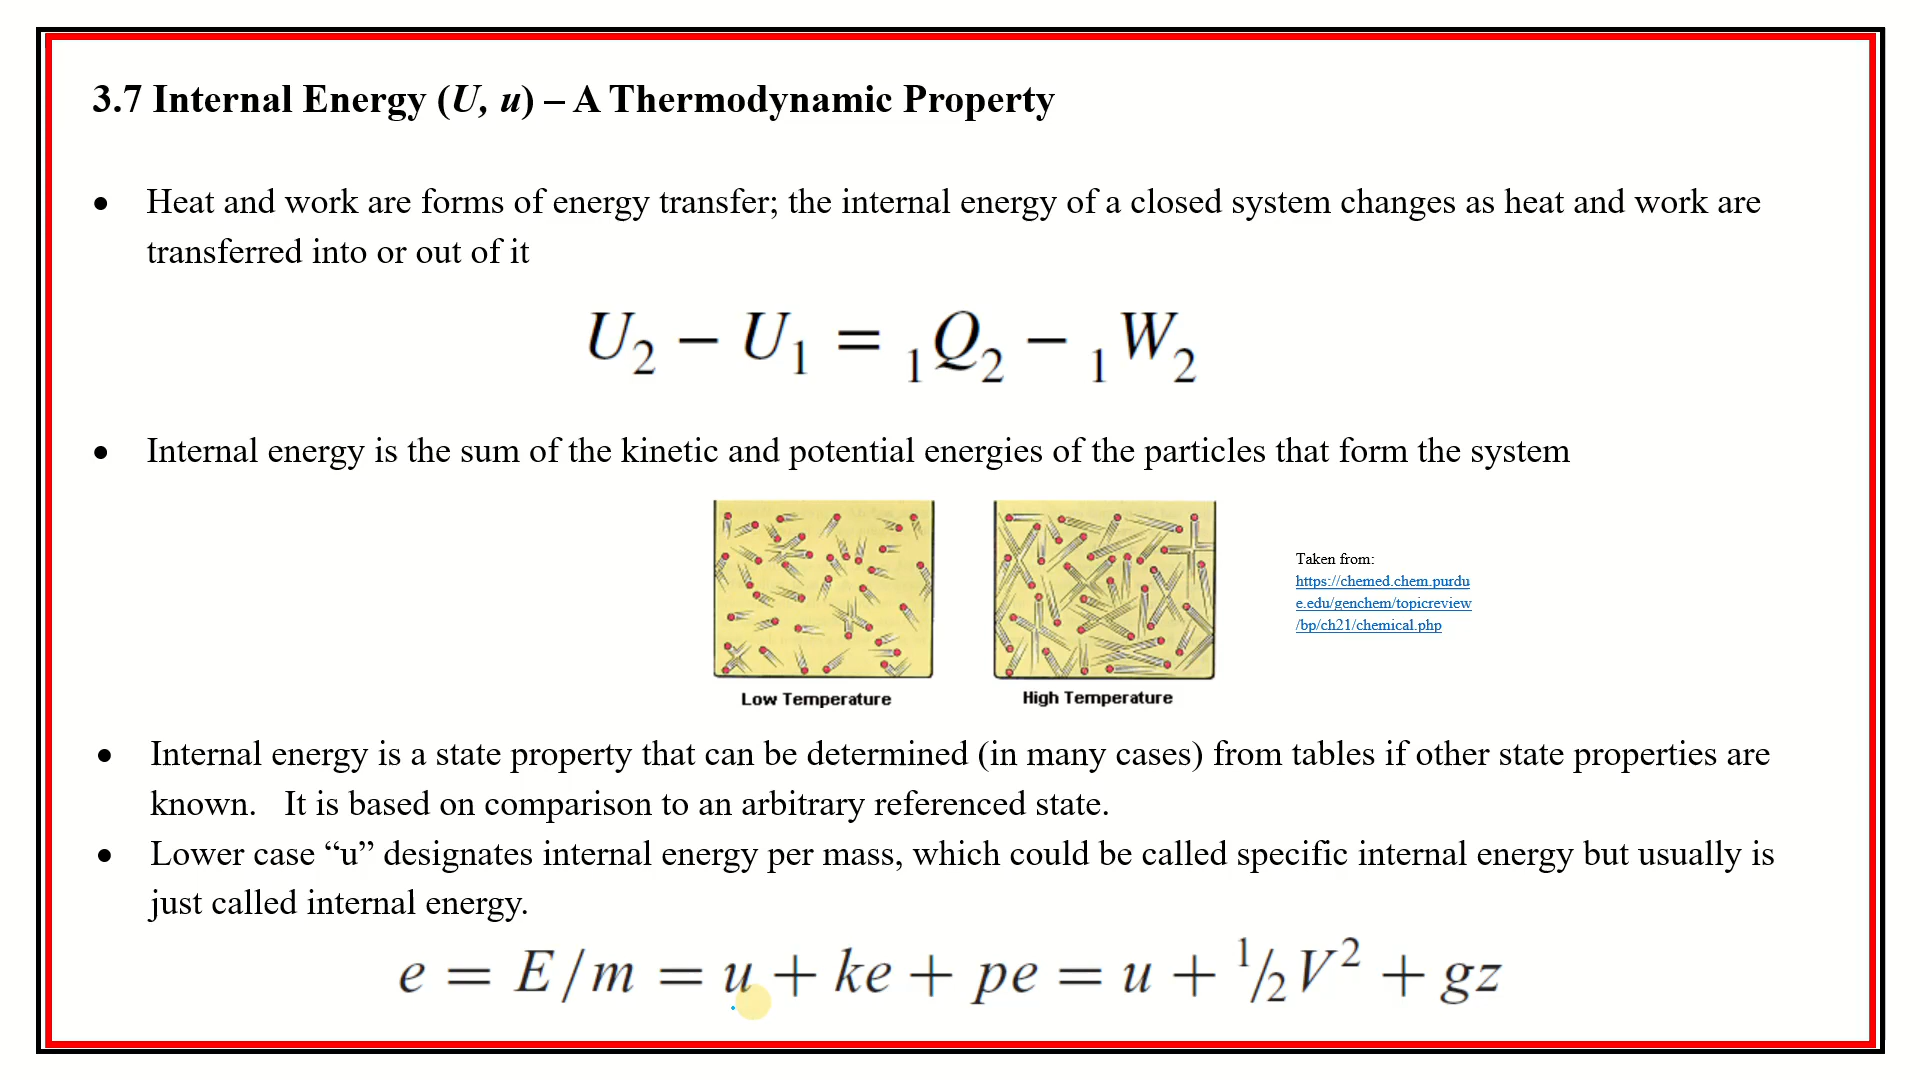 3.7 Internal Energy (U, u) – A Thermodynamic Property
• Heat and work are forms of energy transfer; the internal energy of a closed system changes as heat and work are
transferred into or out of it
U₂ − U₁ = ₁Q₂ − ₁W₂
• Internal energy is the sum of the kinetic and potential energies of the particles that form the system
Low Temperature
High Temperature
Taken from:
https://chemed.chem.purdu
e.edu/genchem/topicreview
/bp/ch21/chemical.php
• Internal energy is a state property that can be determined (in many cases) from tables if other state properties are
known.   It is based on comparison to an arbitrary referenced state.
• Lower case “u” designates internal energy per mass, which could be called specific internal energy but usually is
just called internal energy.
e = E/m = u + ke + pe = u + ½V² + gz